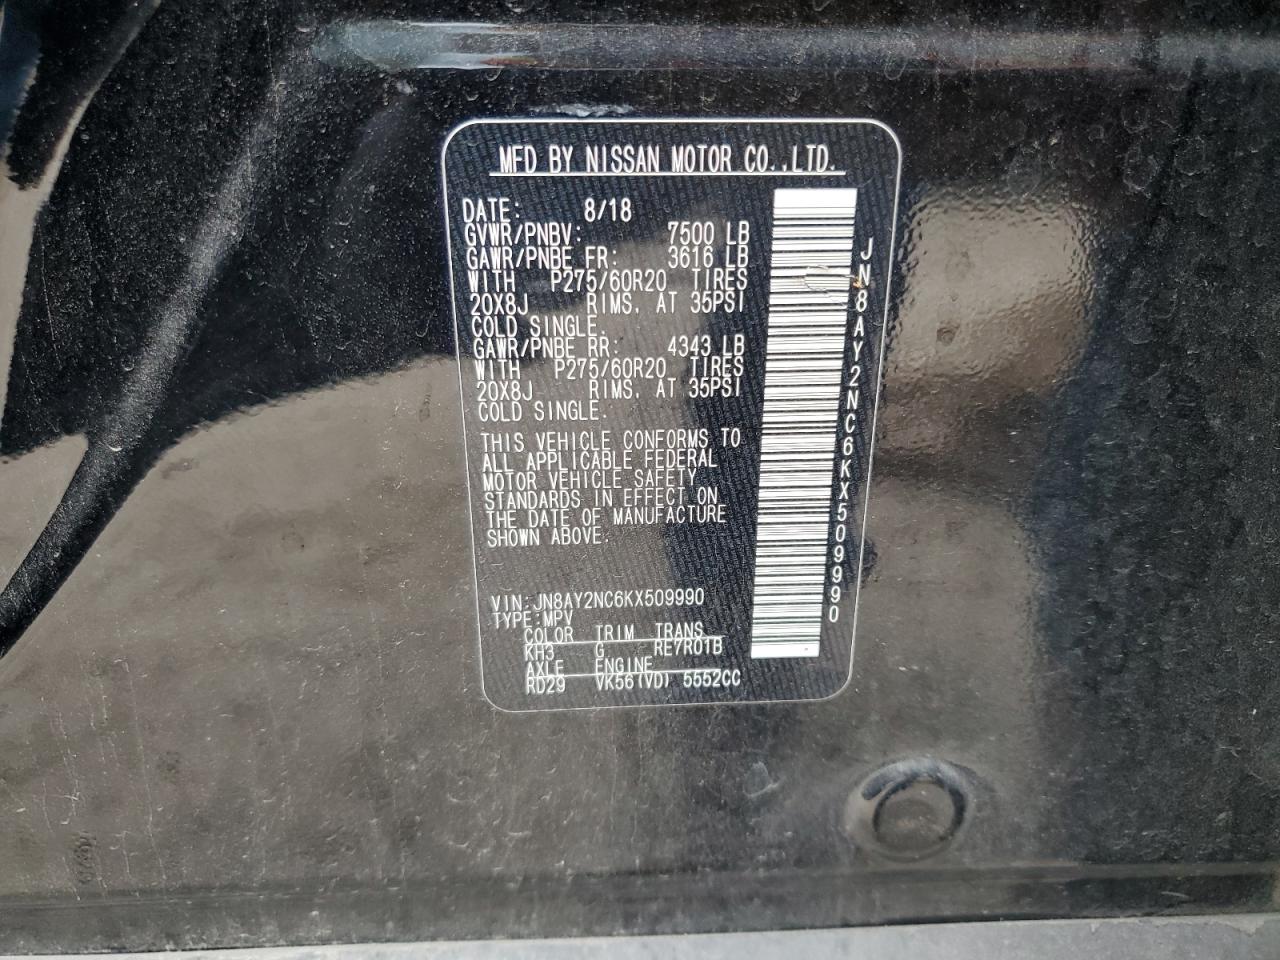 MFD BY NISSAN MOTOR CO.,LTD.
DATE: 8/18
GVWR/PNBV: 7500 LB
GAWR/PNBE FR: 3616 LB
WITH P275/60R20 TIRES
20X8J RIMS. AT 35PSI
COLD SINGLE.
GAWR/PNBE RR: 4343 LB
WITH P275/60R20 TIRES
20X8J RIMS. AT 35PSI
COLD SINGLE.
THIS VEHICLE CONFORMS TO
ALL APPLICABLE FEDERAL
MOTOR VEHICLE SAFETY
STANDARDS IN EFFECT ON
THE DATE OF MANUFACTURE
SHOWN ABOVE.
VIN:JN8AY2NC6KX509990
TYPE:MPV
COLOR TRIM TRANS
KH3 G RE7R01B
AXLE ENGINE
RD29 VK56(VD) 5552CC
JN8AY2NC6KX509990